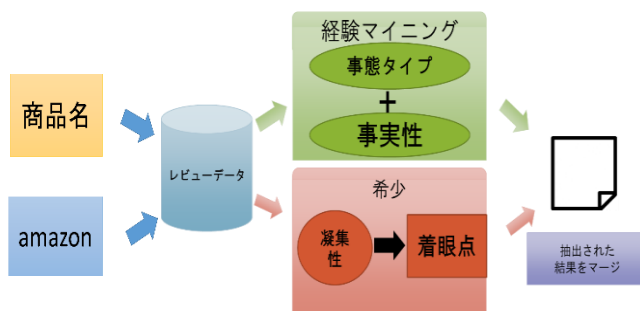 商品名
amazon
レビューデータ
経験マイニング
事態タイプ
+
事実性
希少
凝集
性
着眼点
抽出された
結果をマージ